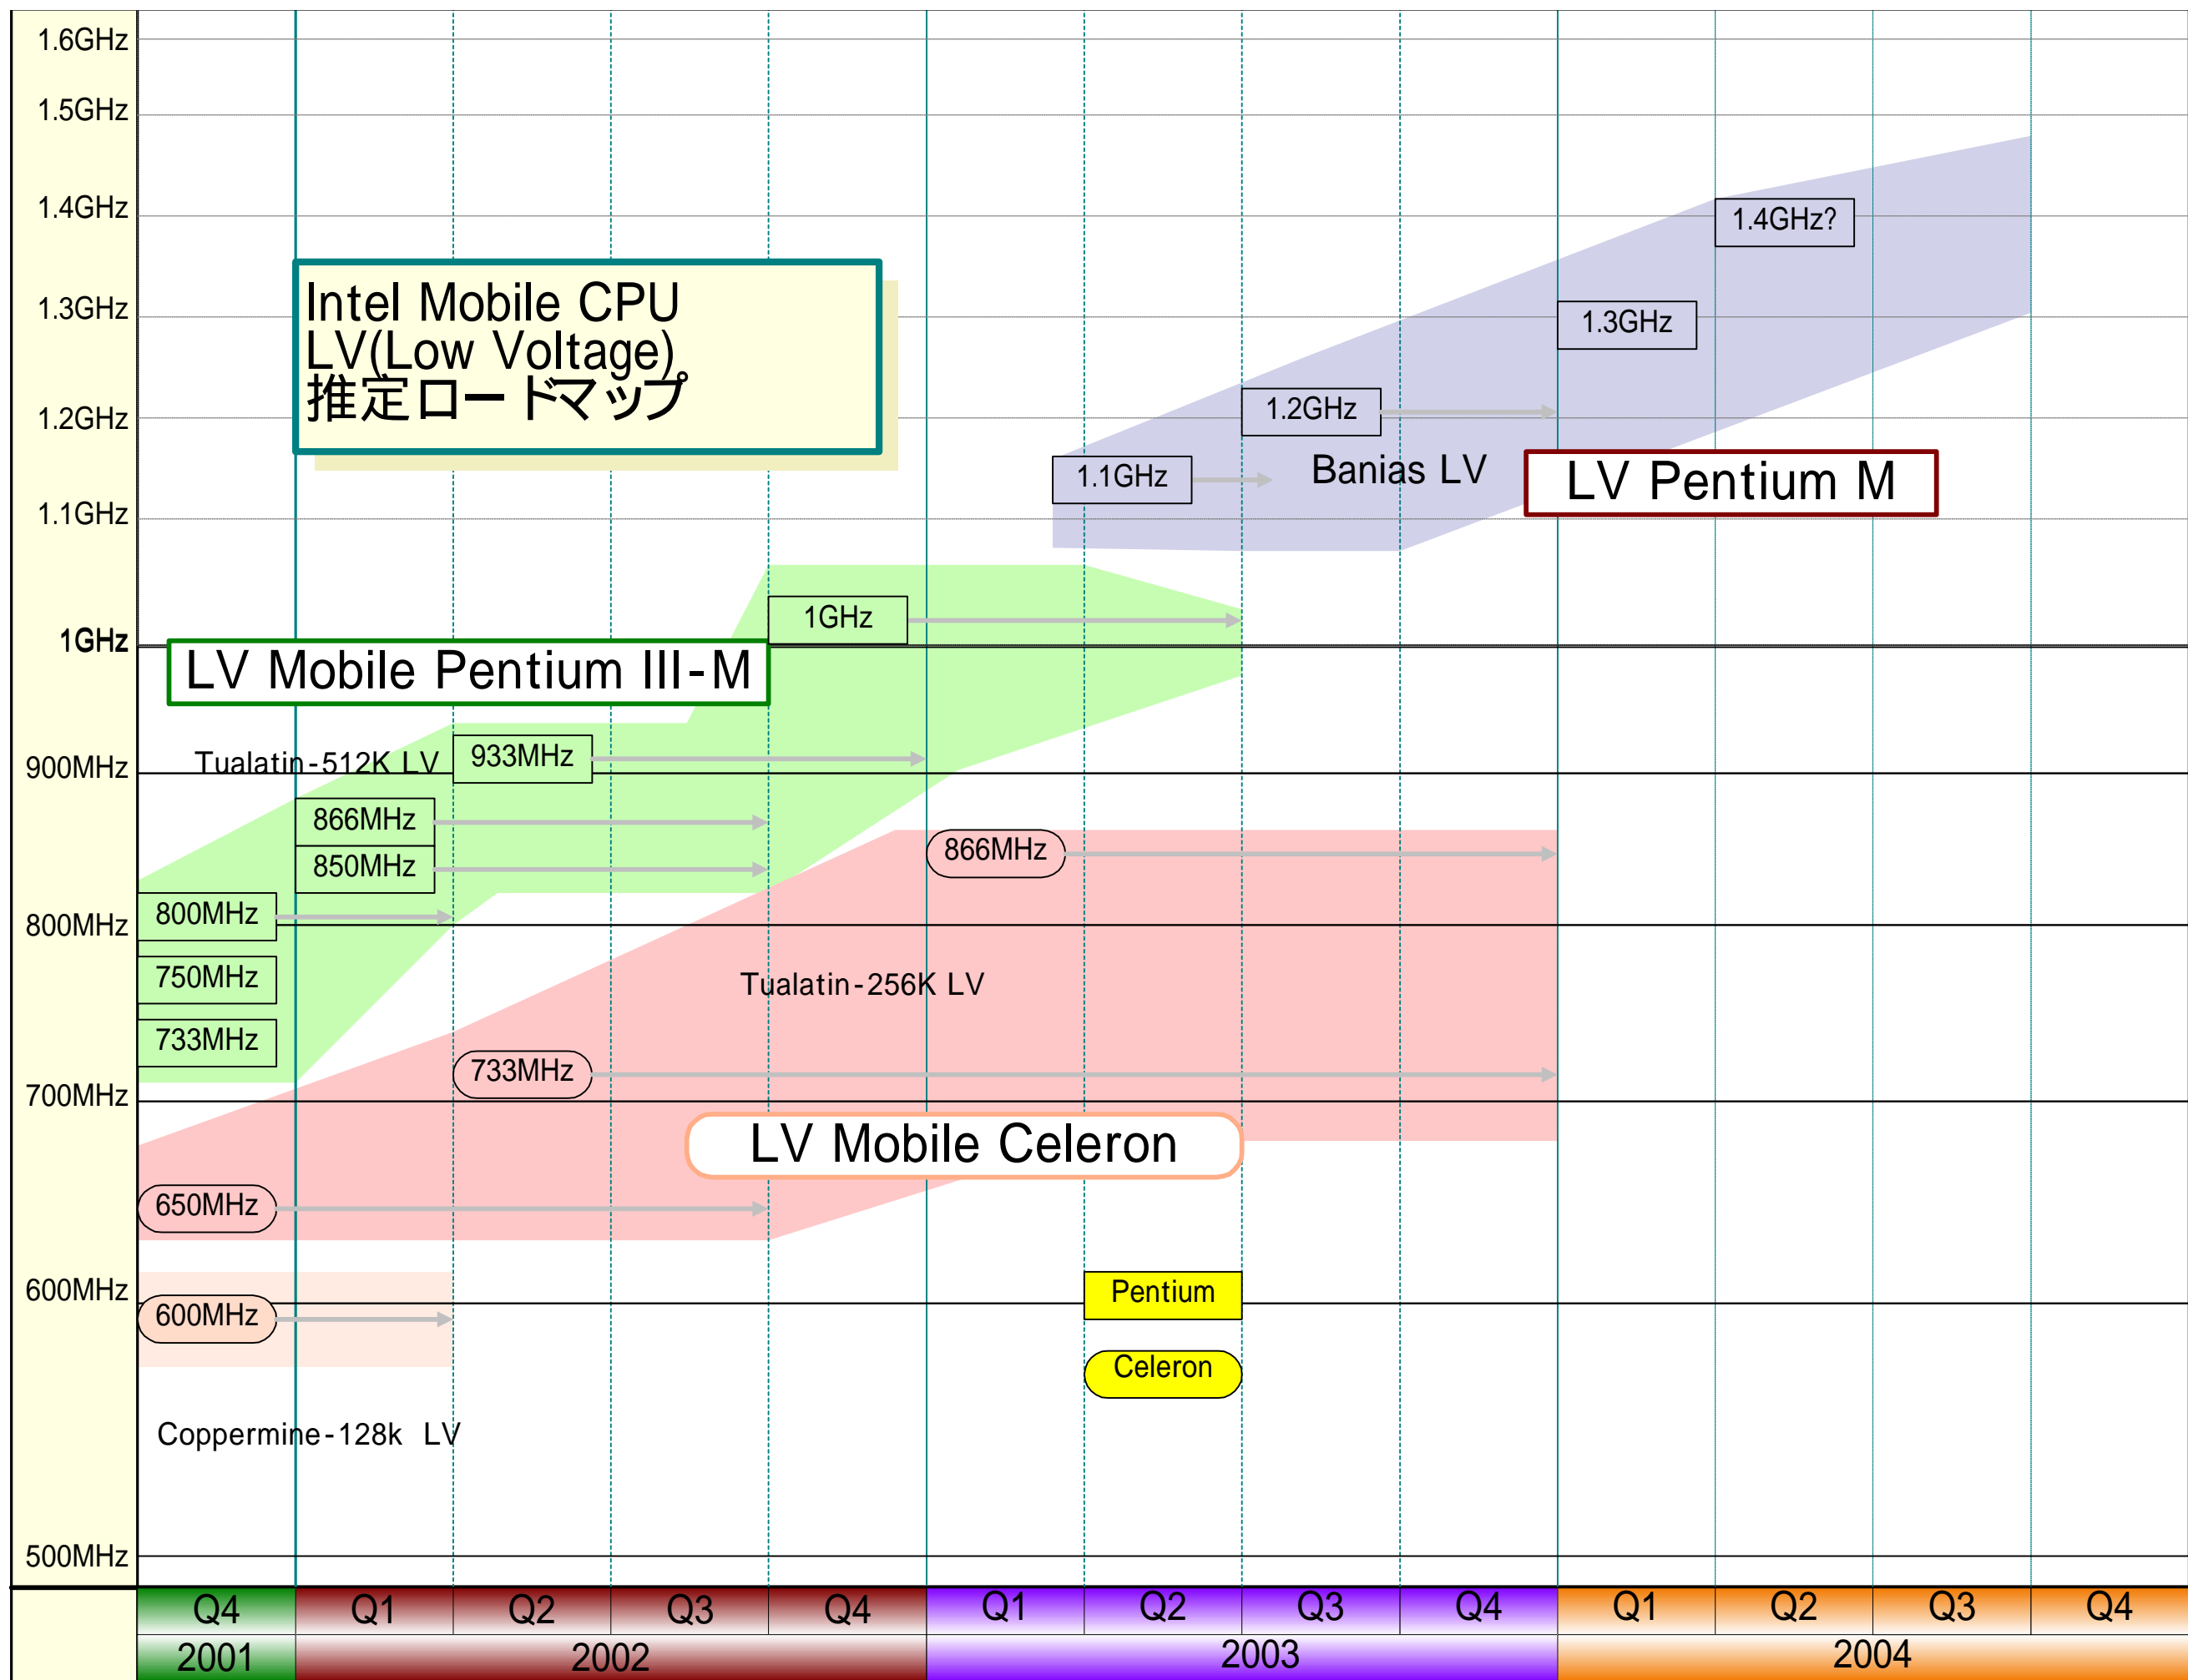 1.6GHz
1.5GHz
1.4GHz
1.3GHz
1.2GHz
1.1GHz
1GHz
900MHz
800MHz
700MHz
600MHz
500MHz
Intel Mobile CPU
LV(Low Voltage)
推定ロードマップ
1.4GHz?
1.3GHz
1.2GHz
1.1GHz
Banias LV
LV Pentium M
1GHz
LV Mobile Pentium III-M
Tualatin-512K LV
933MHz
866MHz
850MHz
866MHz
800MHz
750MHz
733MHz
Tualatin-256K LV
733MHz
LV Mobile Celeron
650MHz
600MHz
Pentium
Celeron
Coppermine-128k LV
Q4 Q1 Q2 Q3 Q4 Q1 Q2 Q3 Q4 Q1 Q2 Q3 Q4
2001 2002 2003 2004